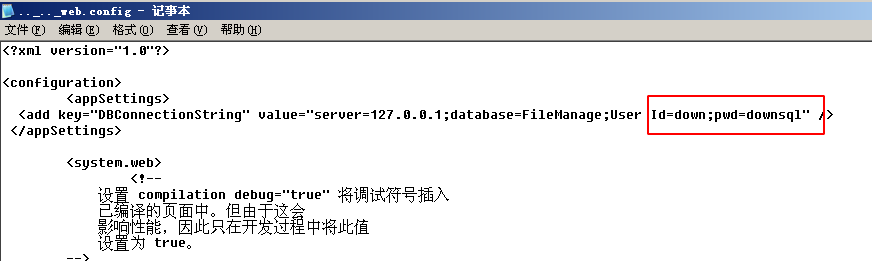 .._.._web.config - 记事本
文件(F) 编辑(E) 格式(O) 查看(V) 帮助(H)
<?xml version="1.0"?>
<configuration>
<appSettings>
<add key="DBConnectionString" value="server=127.0.0.1;database=FileManage;User Id=down;pwd=downsql" />
</appSettings>
<system.web>
<!--
设置 compilation debug="true" 将调试符号插入
已编译的页面中。但由于这会
影响性能，因此只在开发过程中将此值
设置为 true。
-->